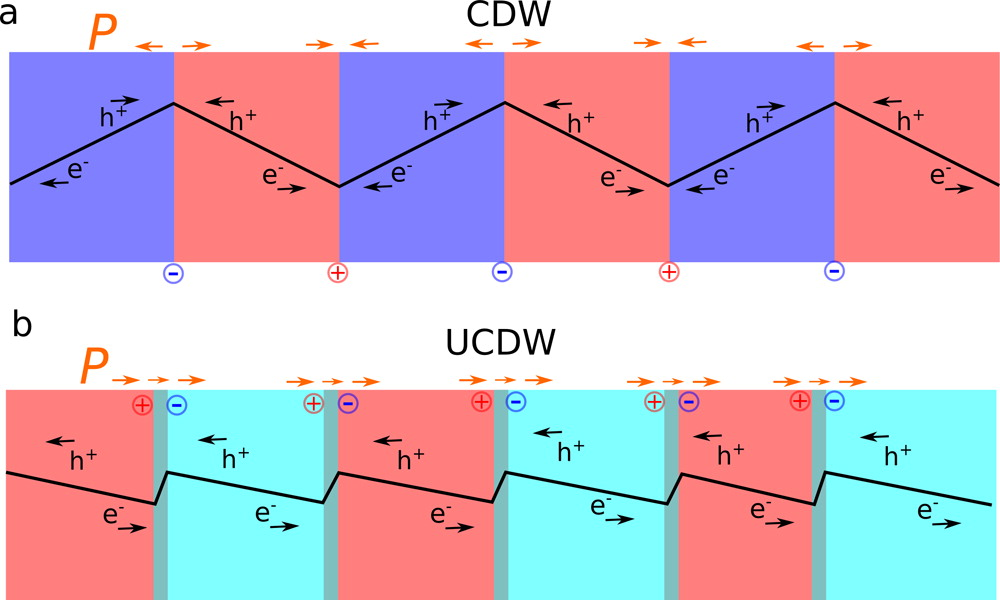 a
CDW
P
h⁺ h⁺ h⁺ h⁺ h⁺ h⁺
e⁻ e⁻ e⁻ e⁻ e⁻ e⁻
- + - + -
b
UCDW
P
+ - + - + - + - + -
h⁺ h⁺ h⁺ h⁺ h⁺ h⁺
e⁻ e⁻ e⁻ e⁻ e⁻